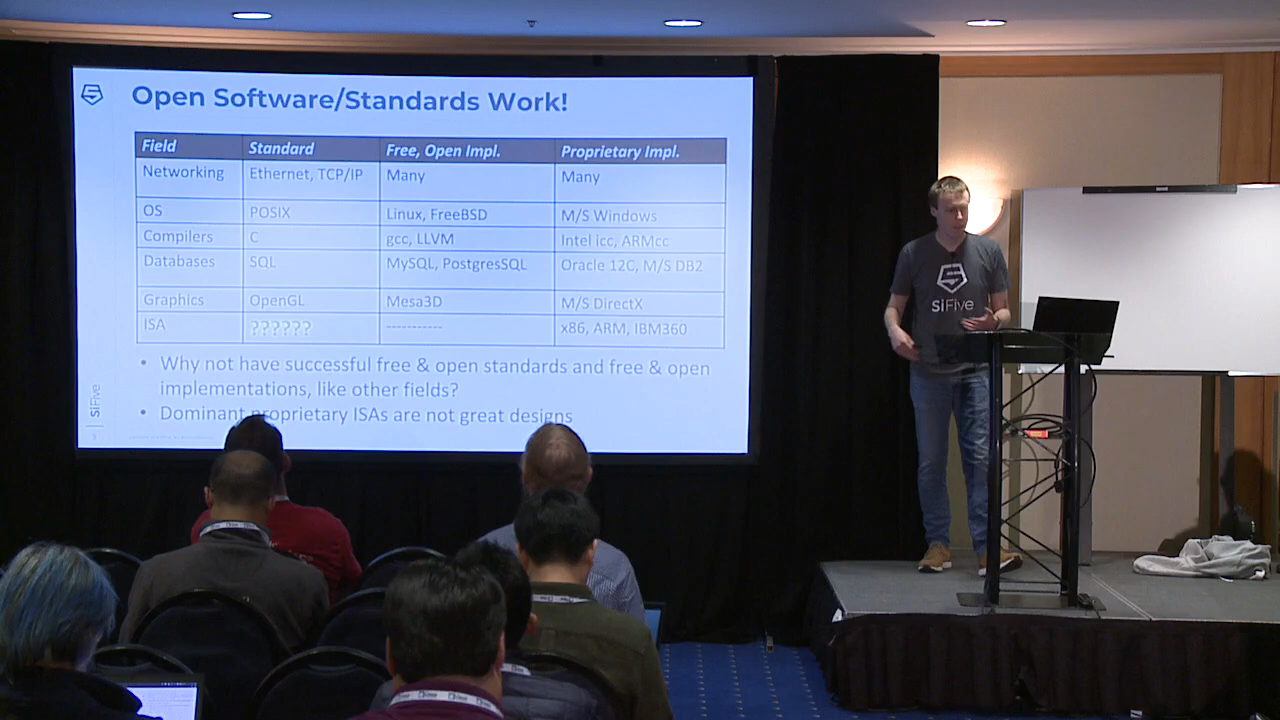 Open Software/Standards Work!
Field Standard Free, Open Impl. Proprietary Impl.
Networking Ethernet, TCP/IP Many Many
OS POSIX Linux, FreeBSD M/S Windows
Compilers C gcc, LLVM Intel icc, ARMcc
Databases SQL MySQL, PostgresSQL Oracle 12C, M/S DB2
Graphics OpenGL Mesa3D M/S DirectX
ISA ?????? ---------- x86, ARM, IBM360
• Why not have successful free & open standards and free & open
implementations, like other fields?
• Dominant proprietary ISAs are not great designs
SiFive
SiFive